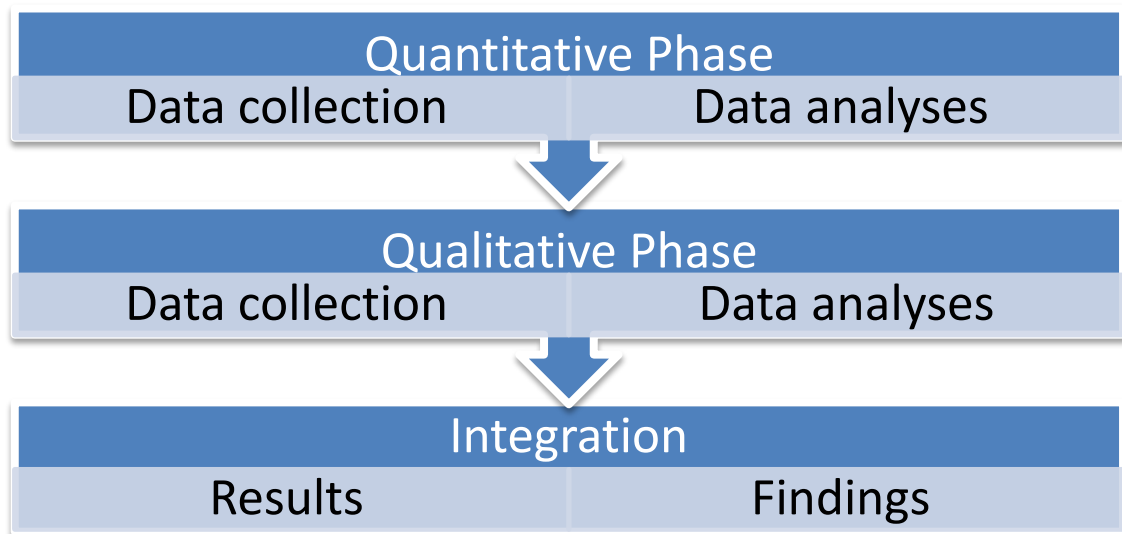 Quantitative Phase
Data collection Data analyses
Qualitative Phase
Data collection Data analyses
Integration
Results Findings